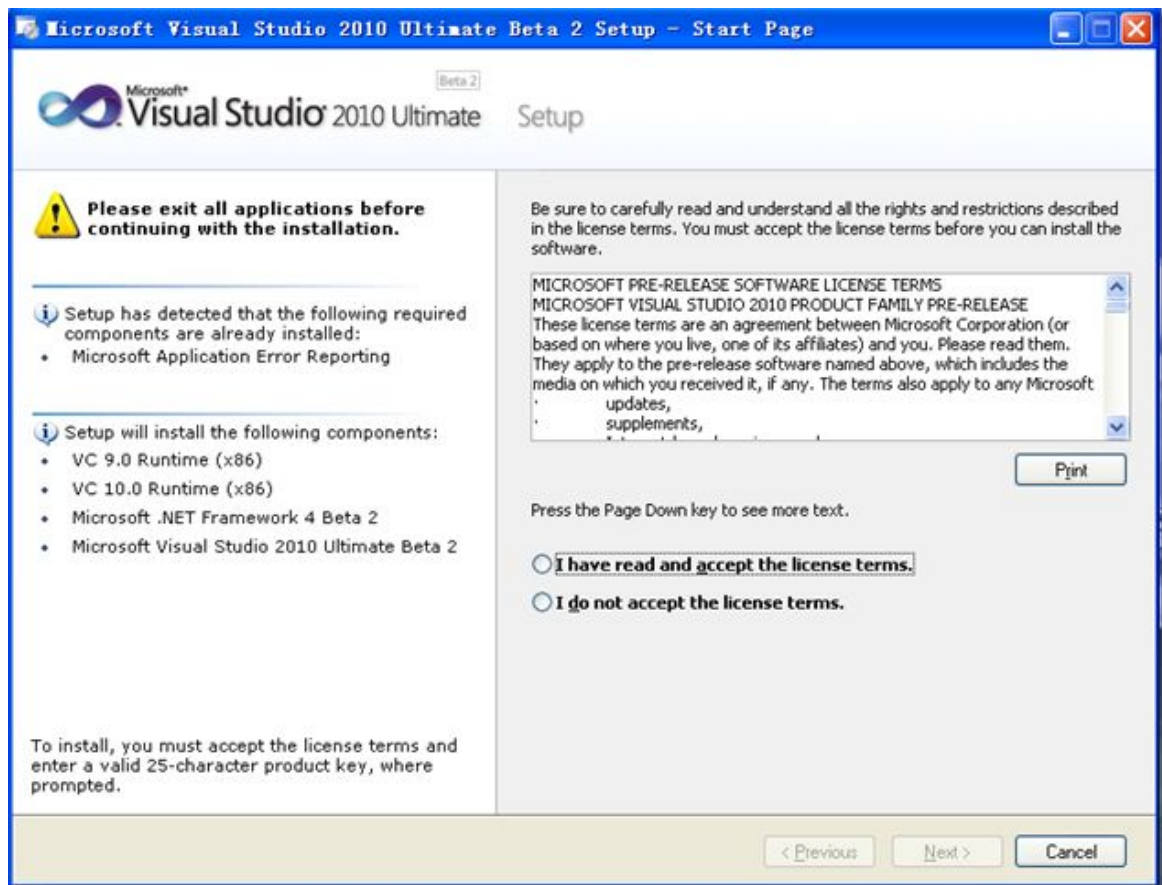 Microsoft Visual Studio 2010 Ultimate Beta 2 Setup - Start Page
Beta 2
Microsoft®
Visual Studio® 2010 Ultimate Setup
Please exit all applications before
continuing with the installation.
Setup has detected that the following required
components are already installed:
• Microsoft Application Error Reporting
Setup will install the following components:
• VC 9.0 Runtime (x86)
• VC 10.0 Runtime (x86)
• Microsoft .NET Framework 4 Beta 2
• Microsoft Visual Studio 2010 Ultimate Beta 2
To install, you must accept the license terms and
enter a valid 25-character product key, where
prompted.
Be sure to carefully read and understand all the rights and restrictions described
in the license terms. You must accept the license terms before you can install the
software.
MICROSOFT PRE-RELEASE SOFTWARE LICENSE TERMS
MICROSOFT VISUAL STUDIO 2010 PRODUCT FAMILY PRE-RELEASE
These license terms are an agreement between Microsoft Corporation (or
based on where you live, one of its affiliates) and you. Please read them.
They apply to the pre-release software named above, which includes the
media on which you received it, if any. The terms also apply to any Microsoft
· updates,
· supplements,
Print
Press the Page Down key to see more text.
I have read and accept the license terms.
I do not accept the license terms.
< Previous Next > Cancel